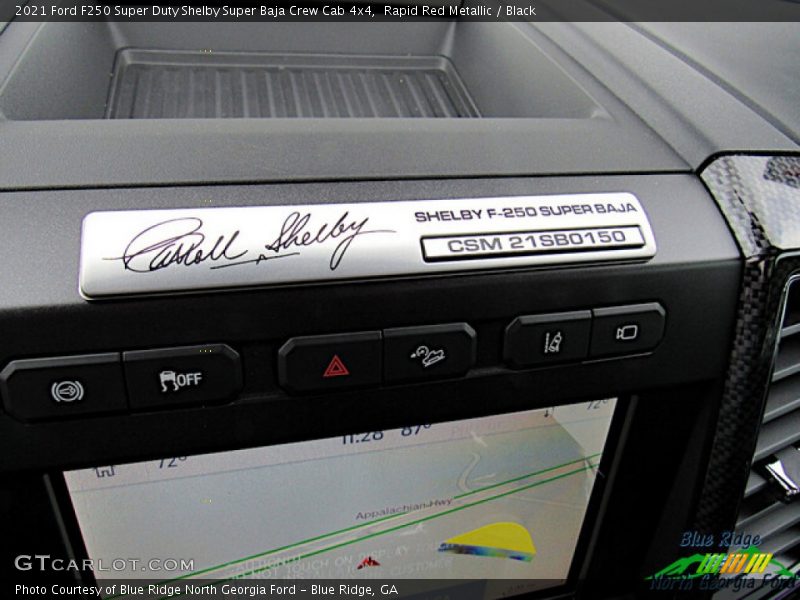 2021 Ford F250 Super Duty Shelby Super Baja Crew Cab 4x4, Rapid Red Metallic / Black
Carroll Shelby
SHELBY F-250 SUPER BAJA
CSM 21SB0150
OFF
11:28 87°
72°
72°
Appalachian Hwy
GTCARLOT.COM
Blue Ridge
North Georgia Ford
Photo Courtesy of Blue Ridge North Georgia Ford - Blue Ridge, GA